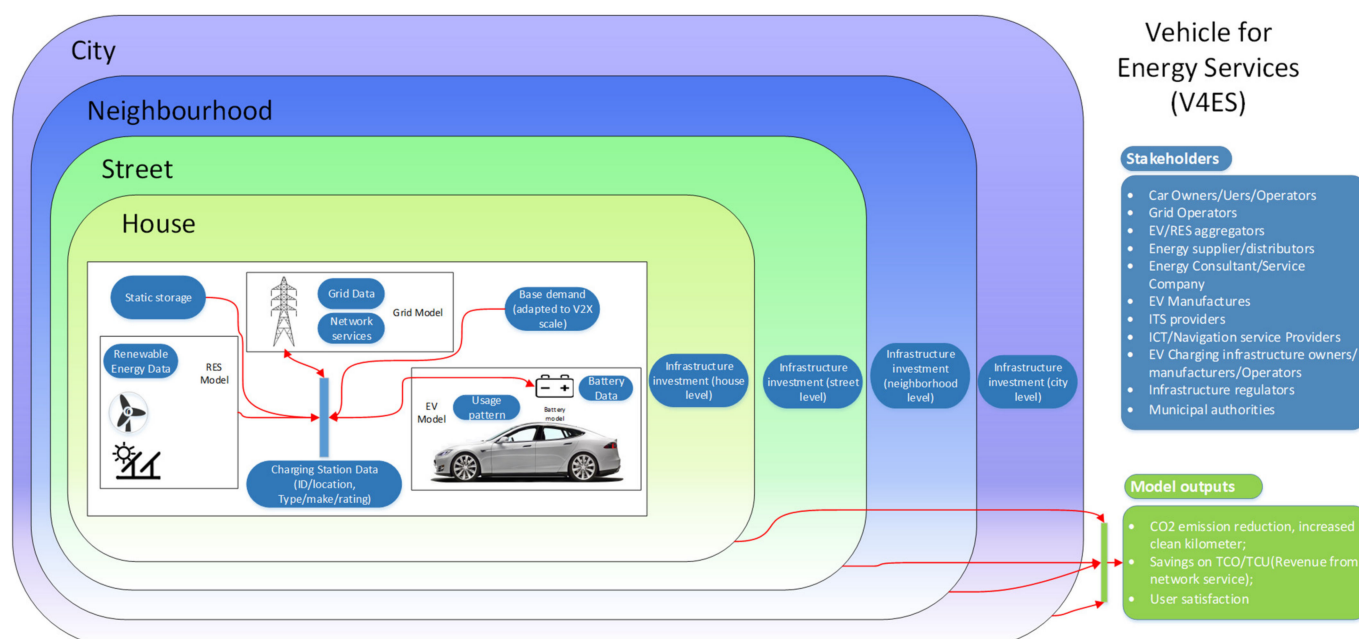 City
Neighbourhood
Street
House
Static storage
Grid Data
Network
services
Grid Model
Base demand
(adapted to V2X
scale)
Renewable
Energy Data
RES
Model
EV
Model
Usage
pattern
Battery
model
Battery
Data
Charging Station Data
(ID/location,
Type/make/rating)
Infrastructure
investment (house
level)
Infrastructure
investment (street
level)
Infrastructure
investment
(neighborhood
level)
Infrastructure
investment (city
level)
Vehicle for
Energy Services
(V4ES)
Stakeholders
• Car Owners/Uers/Operators
• Grid Operators
• EV/RES aggregators
• Energy supplier/distributors
• Energy Consultant/Service
Company
• EV Manufactures
• ITS providers
• ICT/Navigation service Providers
• EV Charging infrastructure owners/
manufacturers/Operators
• Infrastructure regulators
• Municipal authorities
Model outputs
• CO2 emission reduction, increased
clean kilometer;
• Savings on TCO/TCU(Revenue from
network service);
• User satisfaction